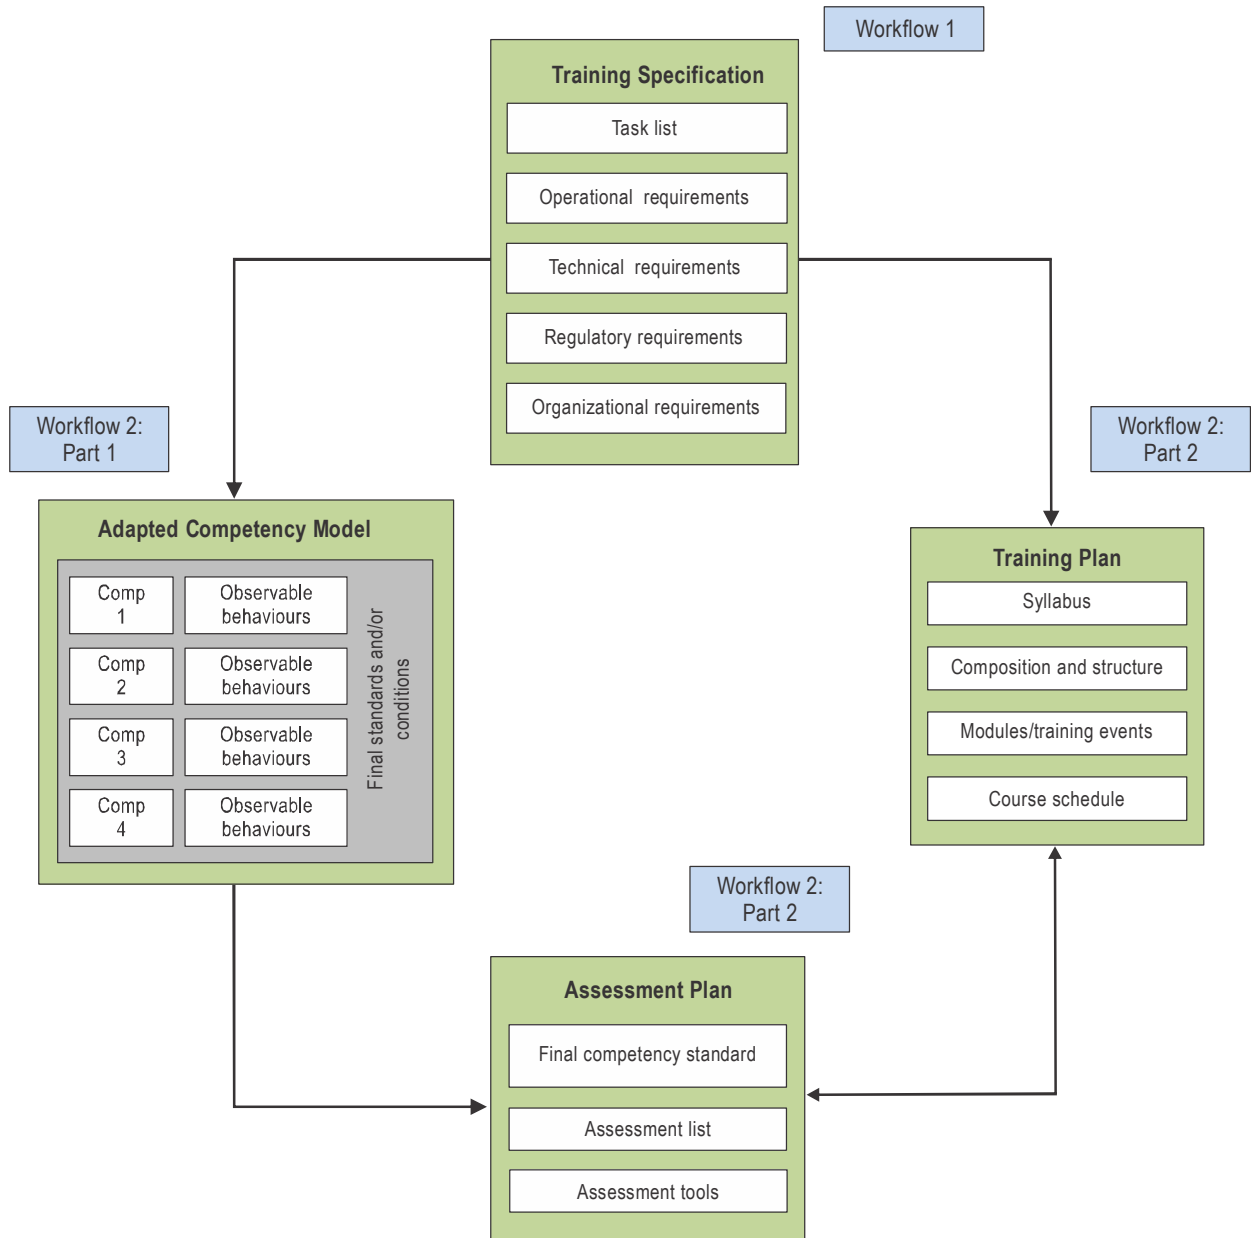 Workflow 1
Training Specification
Task list
Operational requirements
Technical requirements
Regulatory requirements
Organizational requirements
Workflow 2:
Part 1
Workflow 2:
Part 2
Adapted Competency Model
Comp
1
Observable
behaviours
Comp
2
Observable
behaviours
Comp
3
Observable
behaviours
Comp
4
Observable
behaviours
Final standards and/or
conditions
Training Plan
Syllabus
Composition and structure
Modules/training events
Course schedule
Workflow 2:
Part 2
Assessment Plan
Final competency standard
Assessment list
Assessment tools